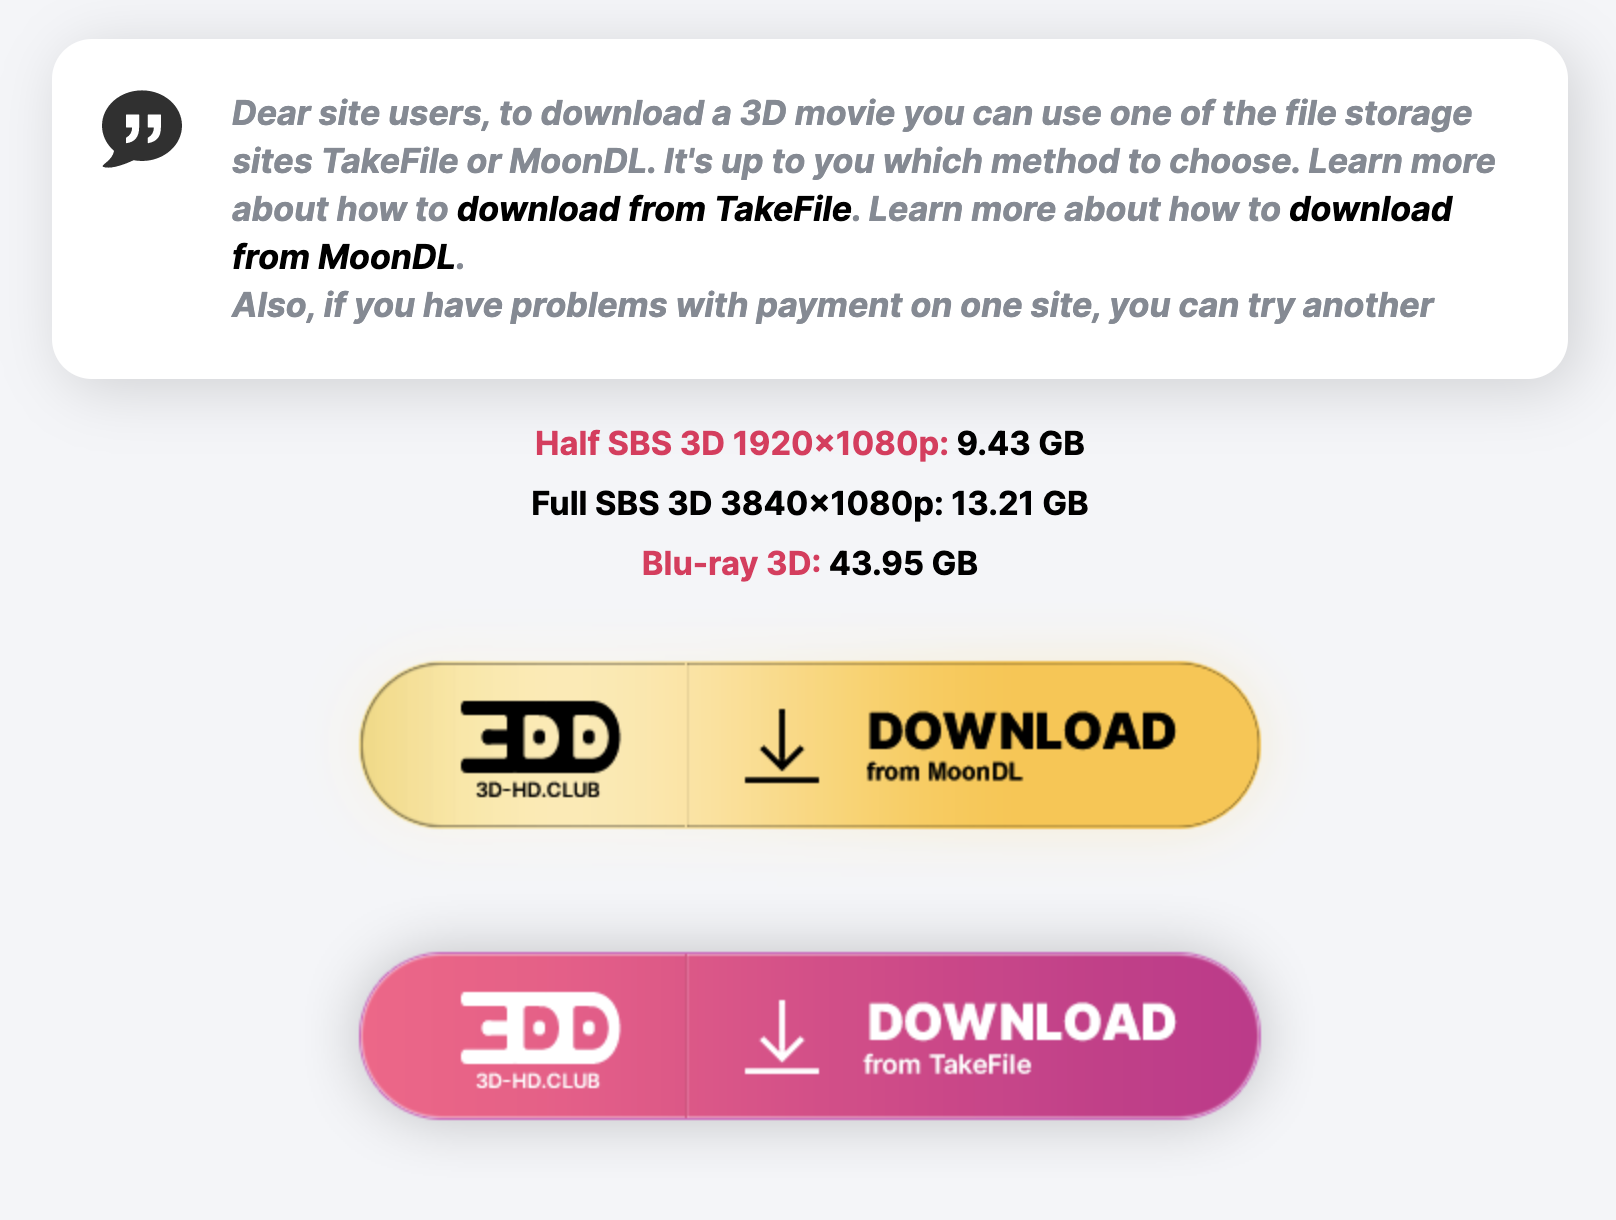 Dear site users, to download a 3D movie you can use one of the file storage
sites TakeFile or MoonDL. It's up to you which method to choose. Learn more
about how to download from TakeFile. Learn more about how to download
from MoonDL.
Also, if you have problems with payment on one site, you can try another
Half SBS 3D 1920×1080p: 9.43 GB
Full SBS 3D 3840×1080p: 13.21 GB
Blu-ray 3D: 43.95 GB
3DD
3D-HD.CLUB
DOWNLOAD
from MoonDL
3DD
3D-HD.CLUB
DOWNLOAD
from TakeFile